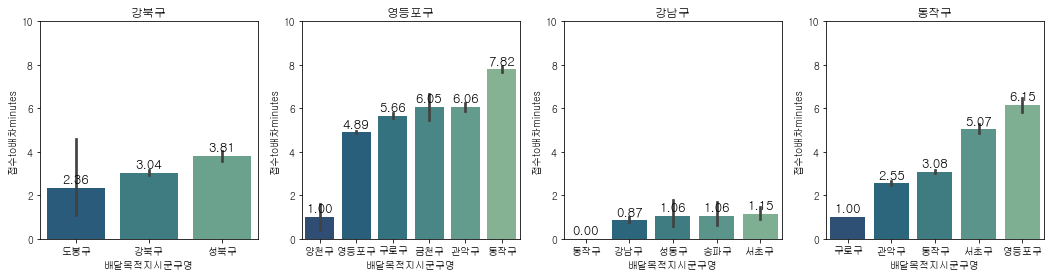 강북구
접수to배차minutes
10
8
6
4
2
0
2.36
3.04
3.81
도봉구
강북구
성북구
배달목적지시군구명
영등포구
접수to배차minutes
10
8
6
4
2
0
1.00
4.89
5.66
6.05
6.06
7.82
양천구
영등포구
구로구
금천구
관악구
동작구
배달목적지시군구명
강남구
접수to배차minutes
10
8
6
4
2
0
0.00
0.87
1.06
1.06
1.15
동작구
강남구
성동구
송파구
서초구
배달목적지시군구명
동작구
접수to배차minutes
10
8
6
4
2
0
1.00
2.55
3.08
5.07
6.15
구로구
관악구
동작구
서초구
영등포구
배달목적지시군구명